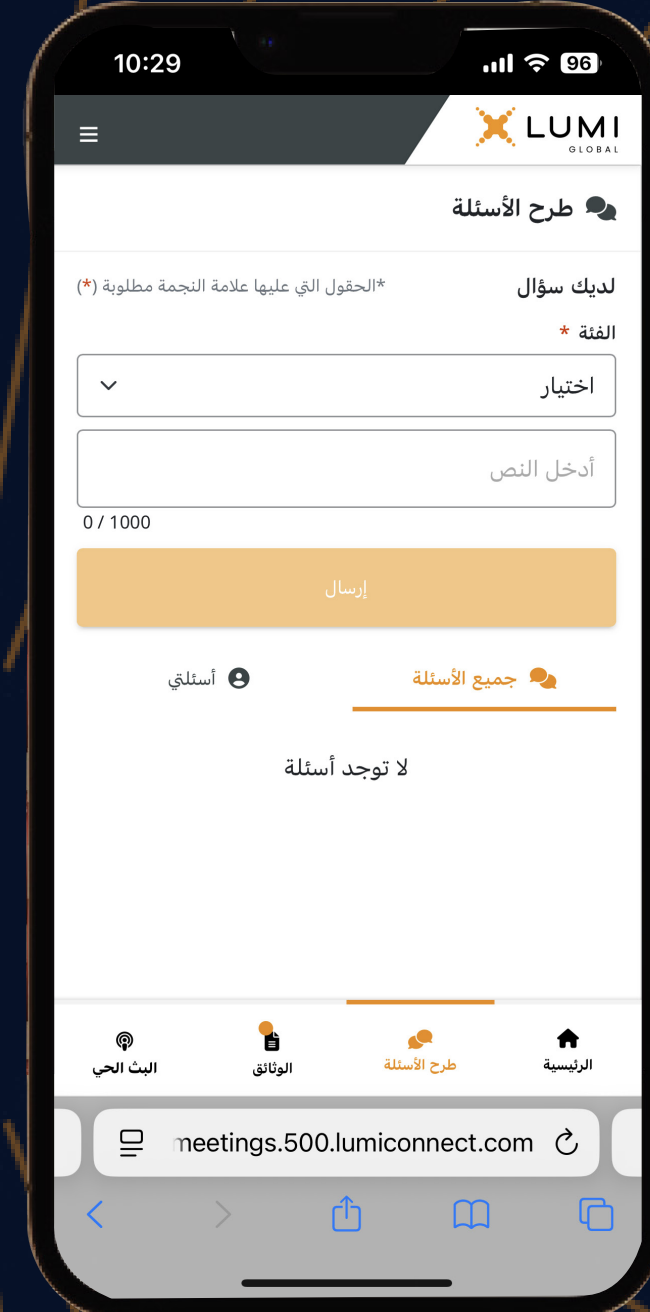 10:29
96
LUMI
GLOBAL
طرح الأسئلة
لديك سؤال
*الحقول التي عليها علامة النجمة مطلوبة (*)
الفئة *
اختيار
أدخل النص
0 / 1000
إرسال
جميع الأسئلة
أسئلتي
لا توجد أسئلة
الرئيسية
طرح الأسئلة
الوثائق
البث الحي
meetings.500.lumiconnect.com